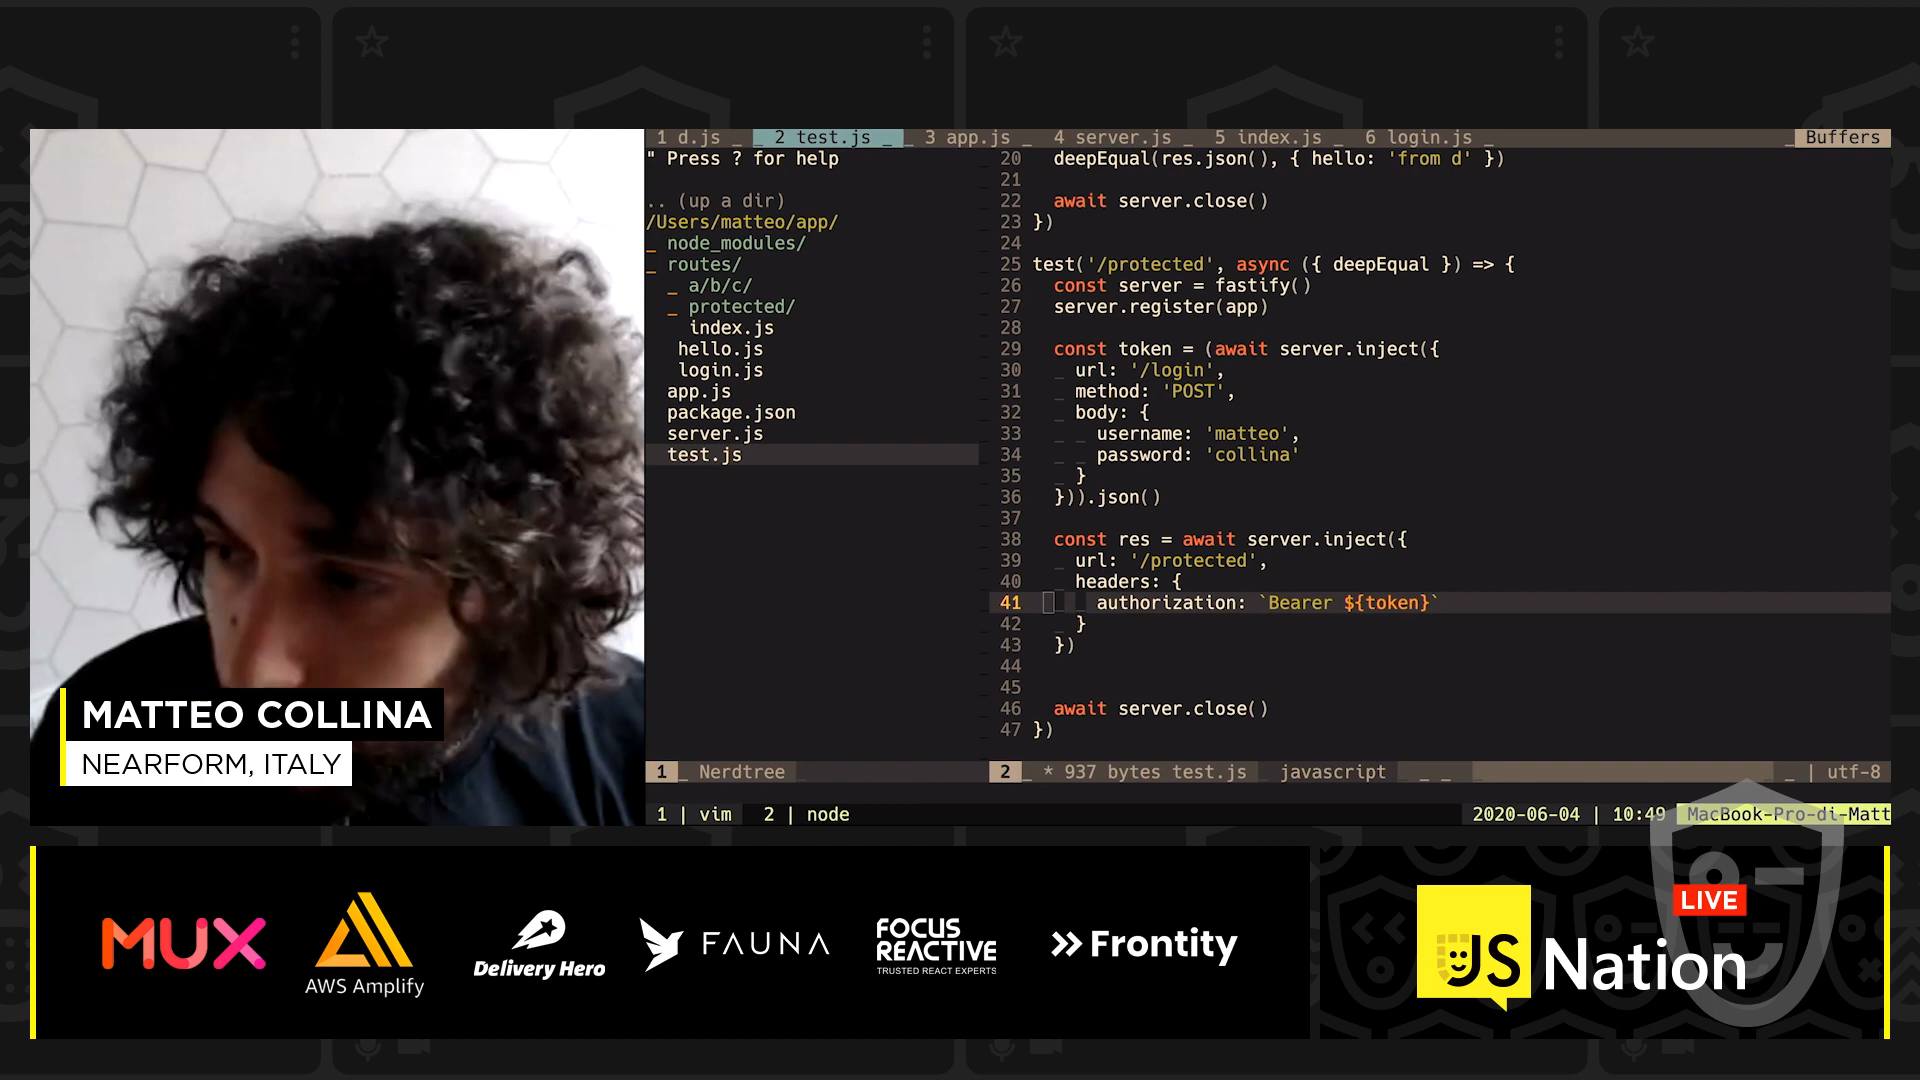 1 d.js
2 test.js
3 app.js
4 server.js
5 index.js
6 login.js
Buffers
" Press ? for help
.. (up a dir)
/Users/matteo/app/
node_modules/
routes/
a/b/c/
protected/
index.js
hello.js
login.js
app.js
package.json
server.js
test.js
20 deepEqual(res.json(), { hello: 'from d' })
21
22 await server.close()
23 })
24
25 test('/protected', async ({ deepEqual }) => {
26 const server = fastify()
27 server.register(app)
28
29 const token = (await server.inject({
30 url: '/login',
31 method: 'POST',
32 body: {
33 username: 'matteo',
34 password: 'collina'
35 }
36 })).json()
37
38 const res = await server.inject({
39 url: '/protected',
40 headers: {
41 authorization: `Bearer ${token}`
42 }
43 })
44
45
46 await server.close()
47 })
1 Nerdtree
2 * 937 bytes test.js javascript | utf-8
1 | vim 2 | node
2020-06-04 | 10:49 MacBook-Pro-di-Matt
MATTEO COLLINA
NEARFORM, ITALY
MUX
AWS Amplify
Delivery Hero
FAUNA
FOCUS
REACTIVE
TRUSTED REACT EXPERTS
Frontity
LIVE
JS Nation